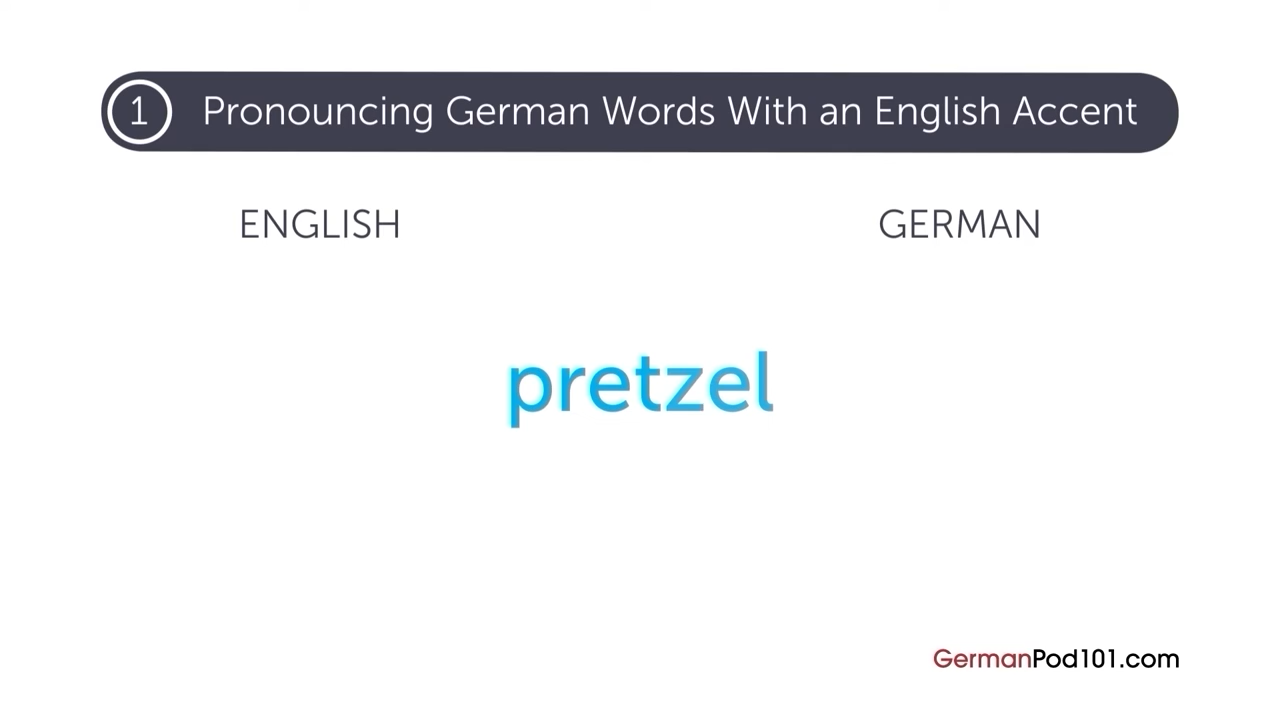 1 Pronouncing German Words With an English Accent
ENGLISH GERMAN
pretzel
GermanPod101.com